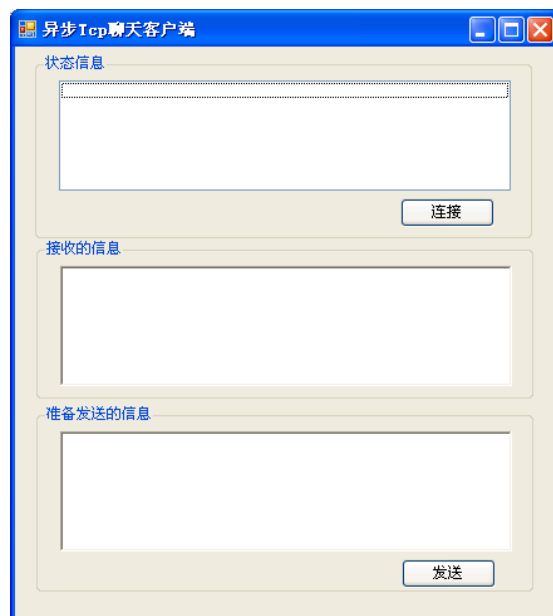 异步Tcp聊天客户端
状态信息
连接
接收的信息
准备发送的信息
发送